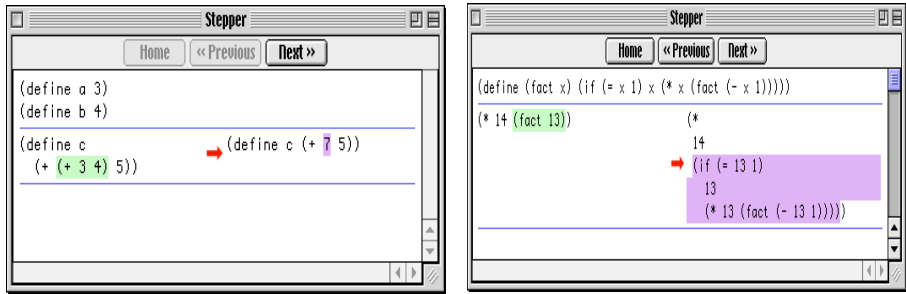 Stepper
Home « Previous Next »
(define a 3)
(define b 4)
(define c
(+ (+ 3 4) 5))
(define c (+ 7 5))
Stepper
Home « Previous Next »
(define (fact x) (if (= x 1) x (* x (fact (- x 1)))))
(* 14 (fact 13))
(*
14
(if (= 13 1)
13
(* 13 (fact (- 13 1)))))